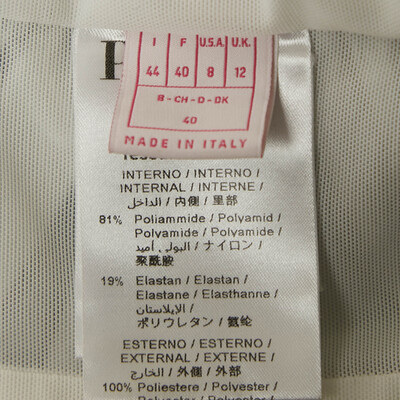 I F U.S.A. U.K.
44 40 8 12
B-CH-D-DK
40
MADE IN ITALY
INTERNO / INTERNO /
INTERNAL / INTERNE /
الداخل / 内側 / 里部
81% Poliammide / Polyamid /
Polyamide / Polyamide /
البولي أميد / ナイロン /
聚酰胺
19% Elastan / Elastan /
Elastane / Elasthanne /
الإيلاستان /
ポリウレタン / 氨纶
ESTERNO / ESTERNO /
EXTERNAL / EXTERNE /
الخارج / 外側 / 外部
100% Poliestere / Polyester /